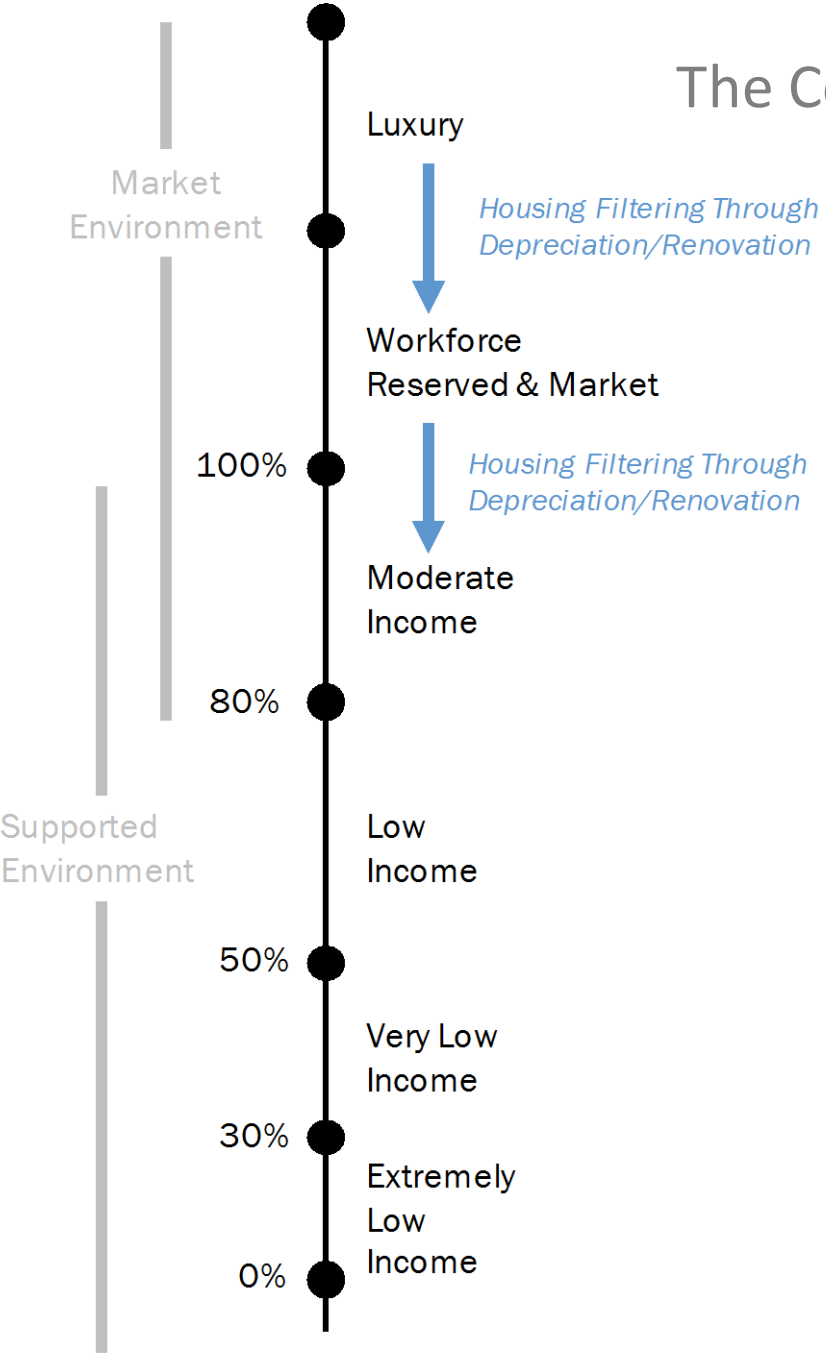 The C
Luxury
Market
Environment
Housing Filtering Through
Depreciation/Renovation
Workforce
Reserved & Market
100%
Housing Filtering Through
Depreciation/Renovation
Moderate
Income
80%
Supported
Environment
Low
Income
50%
Very Low
Income
30%
Extremely
Low
Income
0%